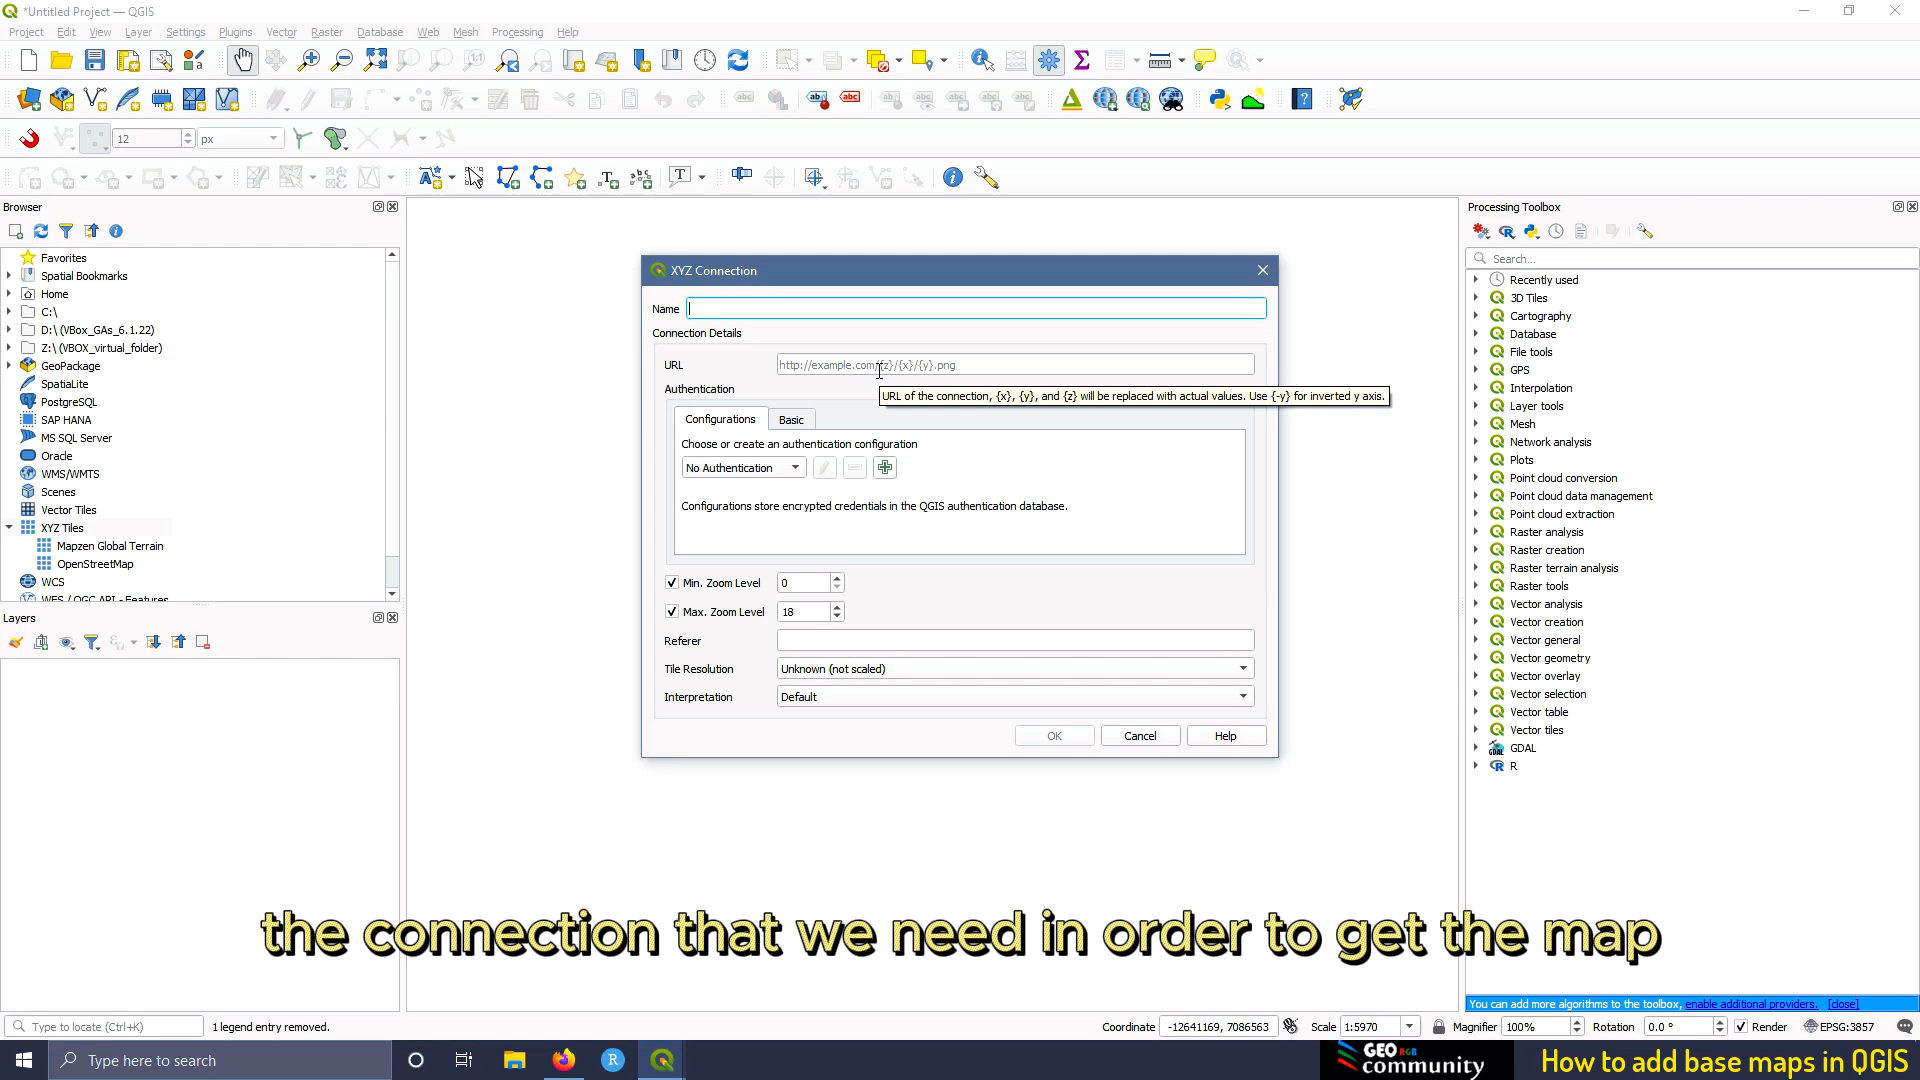 *Untitled Project — QGIS
Project Edit View Layer Settings Plugins Vector Raster Database Web Mesh Processing Help
12 px
Browser
Favorites
Spatial Bookmarks
Home
C:\
D:\ (VBox_GAs_6.1.22)
Z:\ (VBOX_virtual_folder)
GeoPackage
SpatiaLite
PostgreSQL
SAP HANA
MS SQL Server
Oracle
WMS/WMTS
Scenes
Vector Tiles
XYZ Tiles
Mapzen Global Terrain
OpenStreetMap
WCS
WFS / OGC API - Features
Layers
XYZ Connection
Name
Connection Details
URL http://example.com/{z}/{x}/{y}.png
URL of the connection, {x}, {y}, and {z} will be replaced with actual values. Use {-y} for inverted y axis.
Authentication
Configurations Basic
Choose or create an authentication configuration
No Authentication
Configurations store encrypted credentials in the QGIS authentication database.
Min. Zoom Level 0
Max. Zoom Level 18
Referer
Tile Resolution Unknown (not scaled)
Interpretation Default
OK Cancel Help
Processing Toolbox
Search...
Recently used
3D Tiles
Cartography
Database
File tools
GPS
Interpolation
Layer tools
Mesh
Network analysis
Plots
Point cloud conversion
Point cloud data management
Point cloud extraction
Raster analysis
Raster creation
Raster terrain analysis
Raster tools
Vector analysis
Vector creation
Vector general
Vector geometry
Vector overlay
Vector selection
Vector table
Vector tiles
GDAL
R
the connection that we need in order to get the map
You can add more algorithms to the toolbox, enable additional providers. [close]
Type to locate (Ctrl+K) 1 legend entry removed. Coordinate -12641169, 7086563 Scale 1:5970 Magnifier 100% Rotation 0.0 ° Render EPSG:3857
Type here to search
GEO RGB community
How to add base maps in QGIS